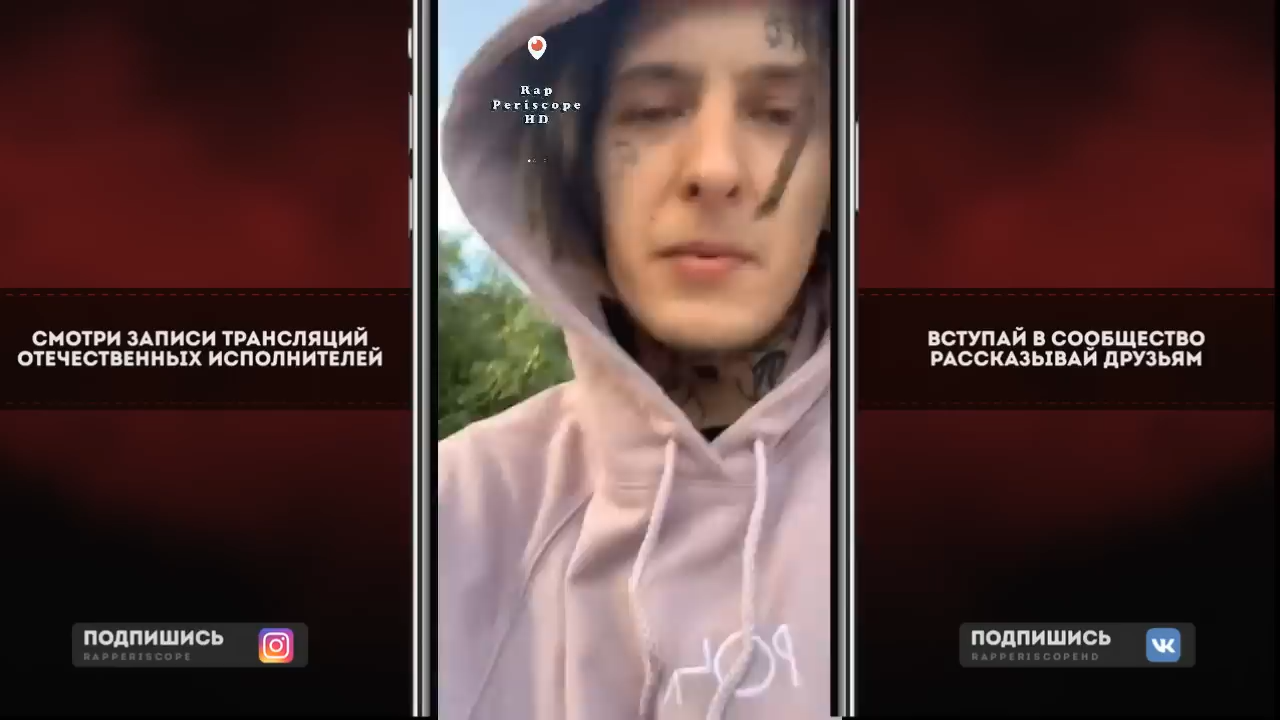 Rap
Periscope
HD
СМОТРИ ЗАПИСИ ТРАНСЛЯЦИЙ
ОТЕЧЕСТВЕННЫХ ИСПОЛНИТЕЛЕЙ
ВСТУПАЙ В СООБЩЕСТВО
РАССКАЗЫВАЙ ДРУЗЬЯМ
ПОДПИШИСЬ
RAPPERISCOPE
ПОДПИШИСЬ
RAPPERISCOPEHD